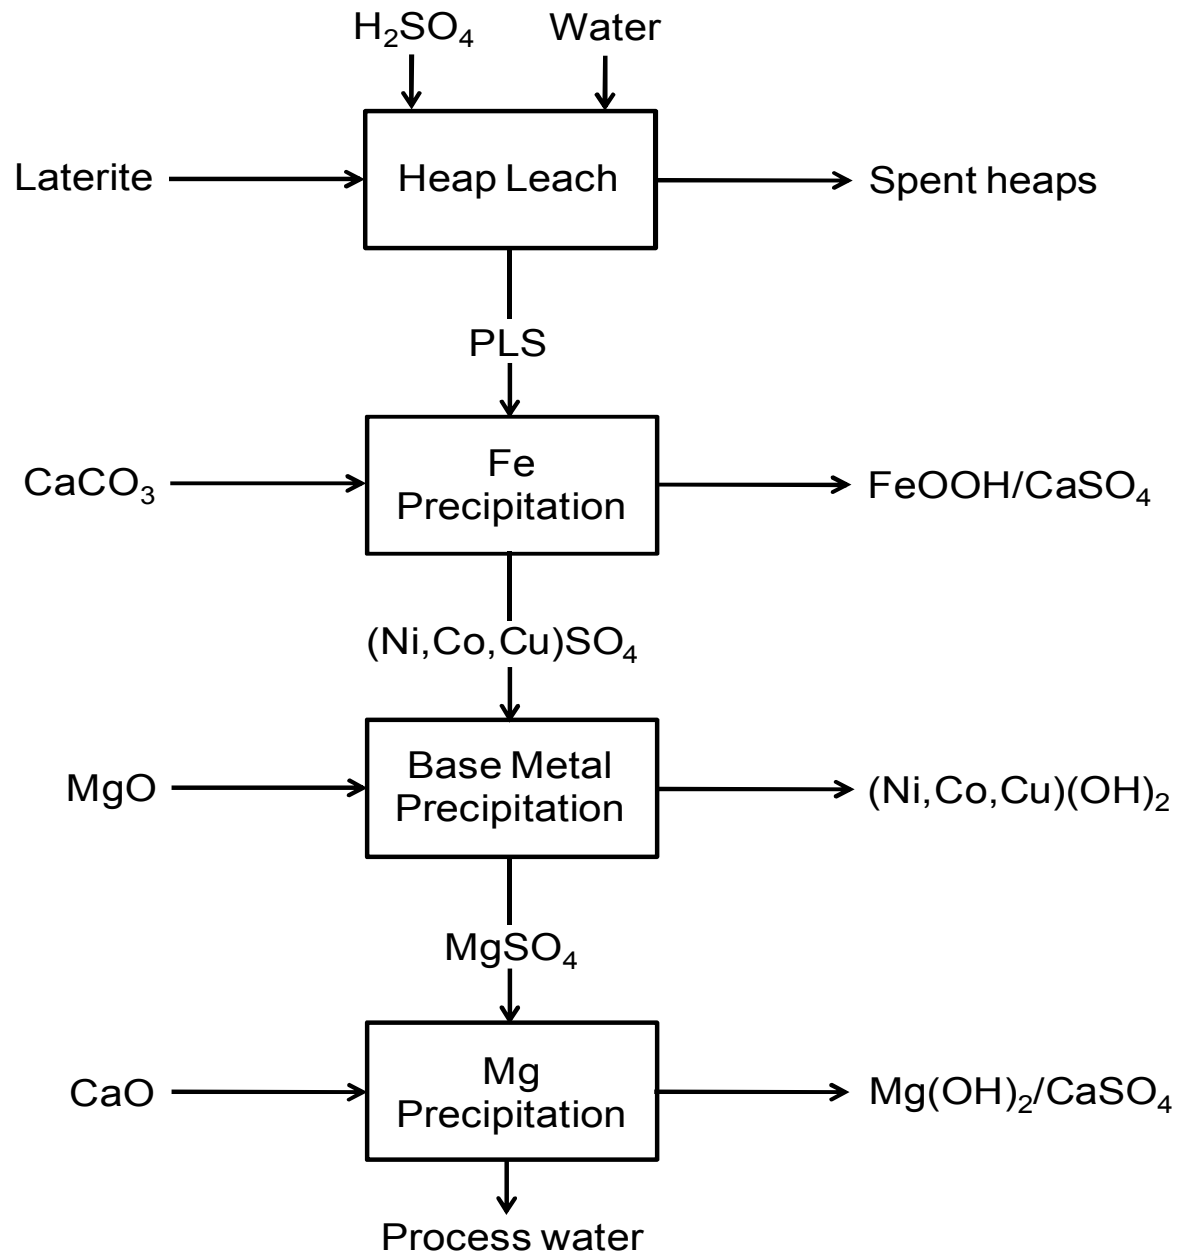 H₂SO₄
Water
Laterite
Heap Leach
Spent heaps
PLS
CaCO₃
Fe
Precipitation
FeOOH/CaSO₄
(Ni,Co,Cu)SO₄
MgO
Base Metal
Precipitation
(Ni,Co,Cu)(OH)₂
MgSO₄
CaO
Mg
Precipitation
Mg(OH)₂/CaSO₄
Process water